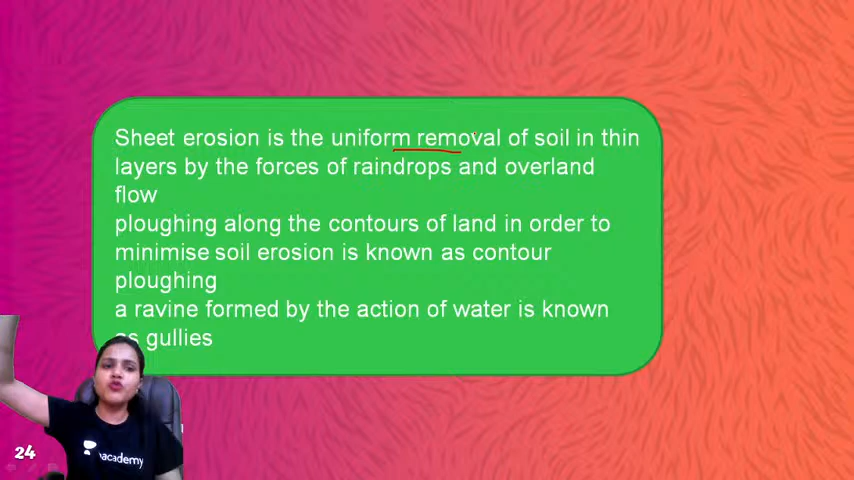 Sheet erosion is the uniform removal of soil in thin
layers by the forces of raindrops and overland
flow
ploughing along the contours of land in order to
minimise soil erosion is known as contour
ploughing
a ravine formed by the action of water is known
as gullies
unacademy
24